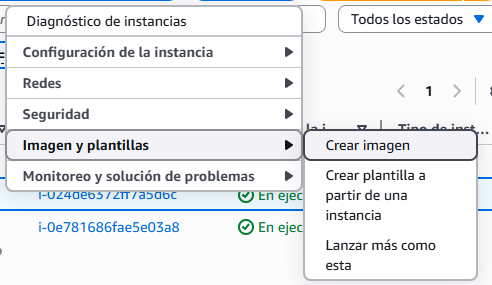 Diagnóstico de instancias
Todos los estados
Configuración de la instancia
Redes
1
Seguridad
Imagen y plantillas
Crear imagen
Tipo de inst...
Monitoreo y solución de problemas
Crear plantilla a
partir de una
instancia
i-024de6372ff7a5d6c
En ejec
i-0e781686fae5e03a8
En ejec
Lanzar más como
esta